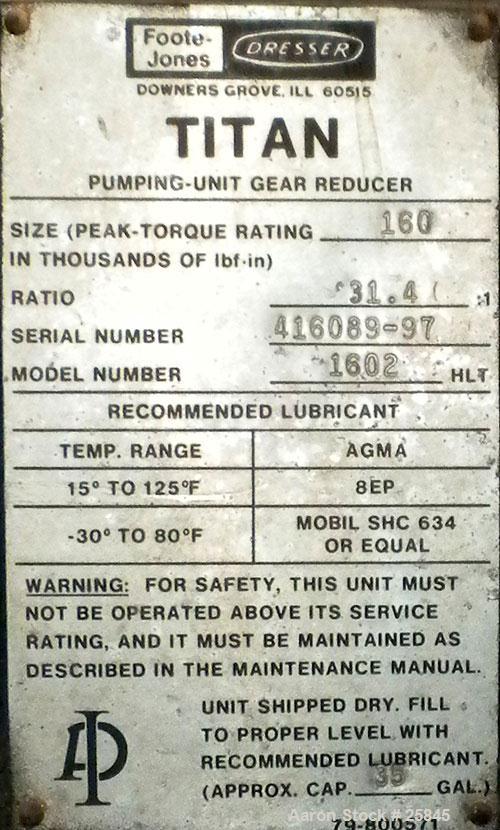 Foote-
Jones
DRESSER
DOWNERS GROVE, ILL 60515
TITAN
PUMPING-UNIT GEAR REDUCER
SIZE (PEAK-TORQUE RATING 160
IN THOUSANDS OF lbf·in)
RATIO 31.4 :1
SERIAL NUMBER 416089-97
MODEL NUMBER 1602 HLT
RECOMMENDED LUBRICANT
TEMP. RANGE AGMA
15° TO 125°F 8EP
-30° TO 80°F MOBIL SHC 634
OR EQUAL
WARNING: FOR SAFETY, THIS UNIT MUST
NOT BE OPERATED ABOVE ITS SERVICE
RATING, AND IT MUST BE MAINTAINED AS
DESCRIBED IN THE MAINTENANCE MANUAL.
API
UNIT SHIPPED DRY. FILL
TO PROPER LEVEL WITH
RECOMMENDED LUBRICANT.
(APPROX. CAP. 35 GAL.)
Aaron Stock # 25845
79-800571